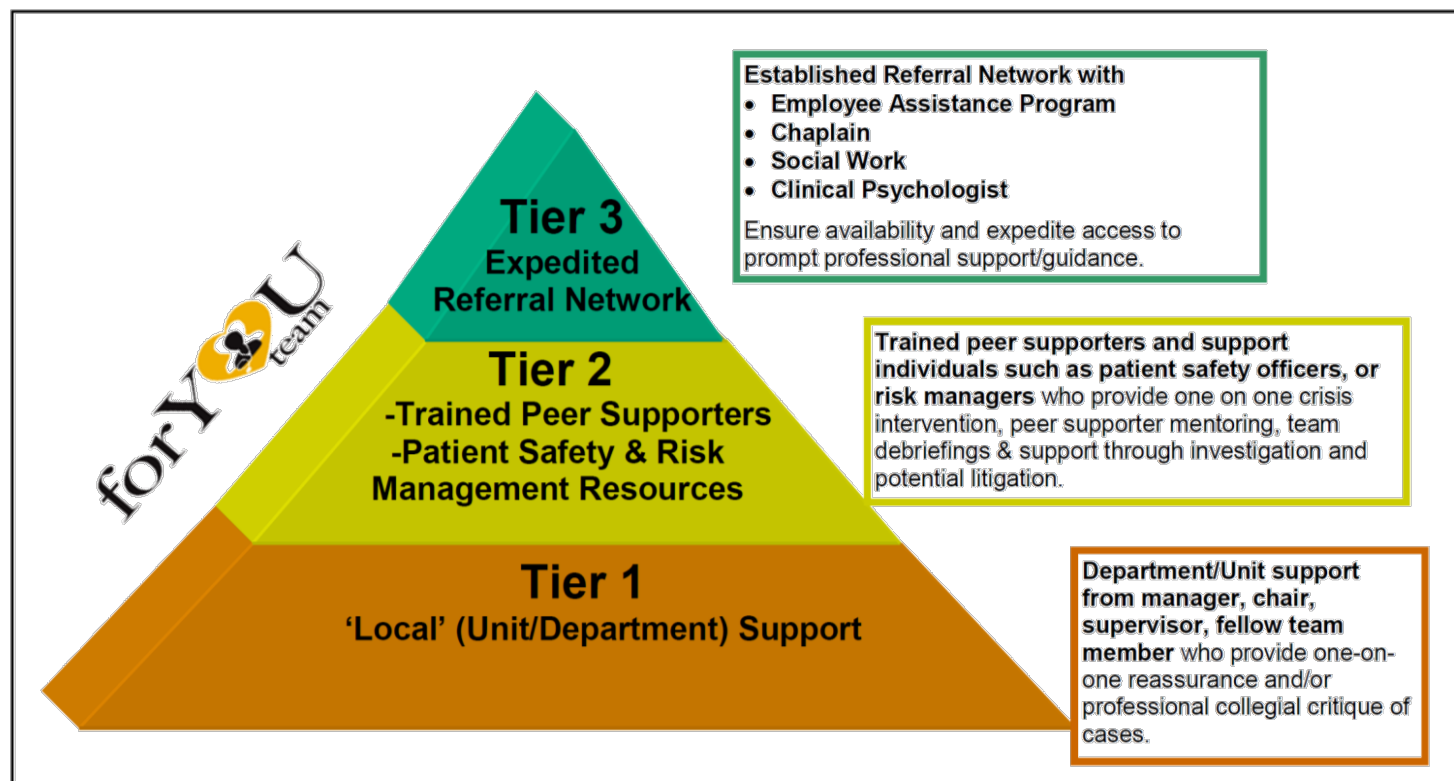 Established Referral Network with
• Employee Assistance Program
• Chaplain
• Social Work
• Clinical Psychologist
Ensure availability and expedite access to
prompt professional support/guidance.
Tier 3
Expedited
Referral Network
forYOU
team
Tier 2
-Trained Peer Supporters
-Patient Safety & Risk
Management Resources
Trained peer supporters and support
individuals such as patient safety officers, or
risk managers who provide one on one crisis
intervention, peer supporter mentoring, team
debriefings & support through investigation and
potential litigation.
Tier 1
‘Local’ (Unit/Department) Support
Department/Unit support
from manager, chair,
supervisor, fellow team
member who provide one-on-
one reassurance and/or
professional collegial critique of
cases.